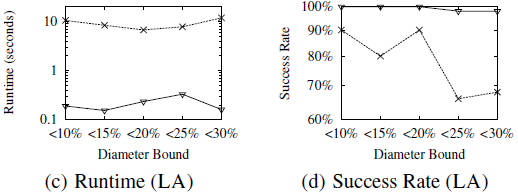 10
1
0.1
Runtime (seconds)
<10% <15% <20% <25% <30%
Diameter Bound
(c) Runtime (LA)
100%
90%
80%
70%
60%
Success Rate
<10% <15% <20% <25% <30%
Diameter Bound
(d) Success Rate (LA)